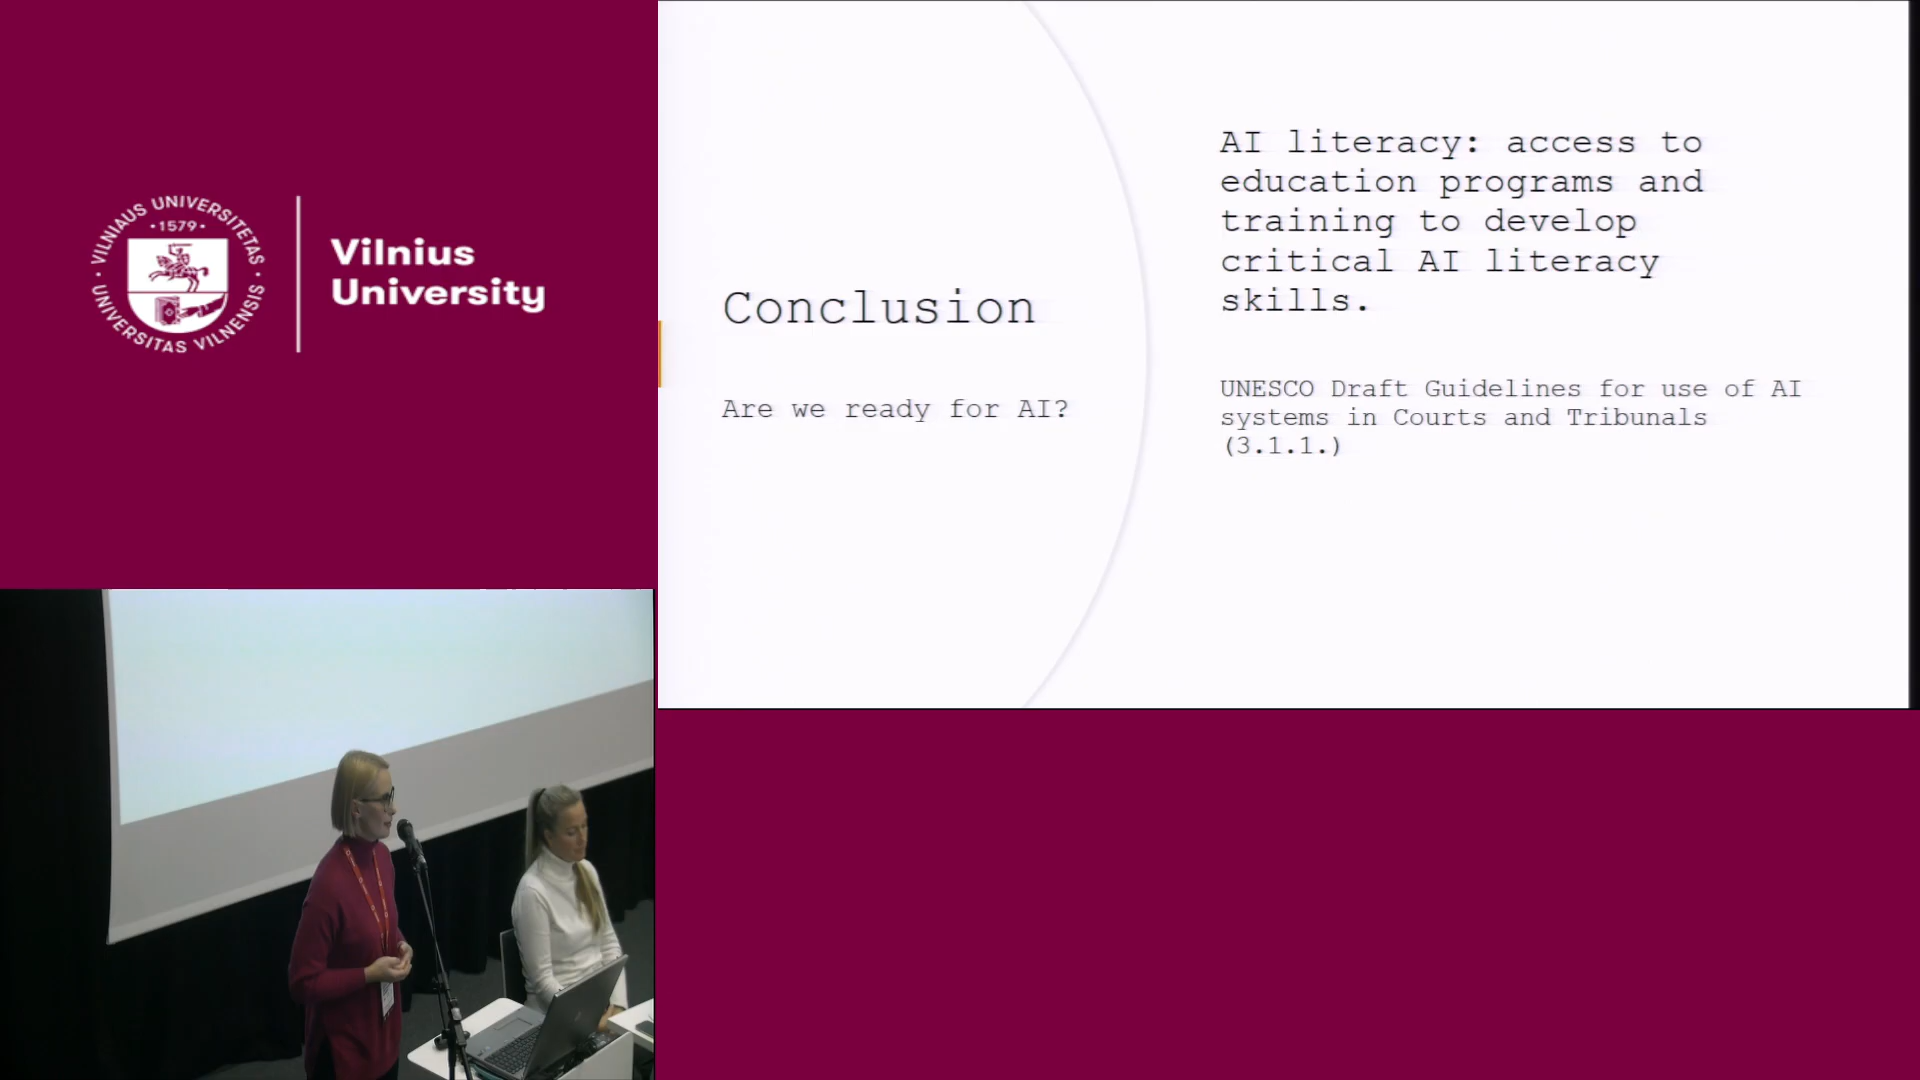 VILNIAUS UNIVERSITETAS
1579
UNIVERSITAS VILNENSIS
Vilnius
University
Conclusion
Are we ready for AI?
AI literacy: access to
education programs and
training to develop
critical AI literacy
skills.
UNESCO Draft Guidelines for use of AI
systems in Courts and Tribunals
(3.1.1.)